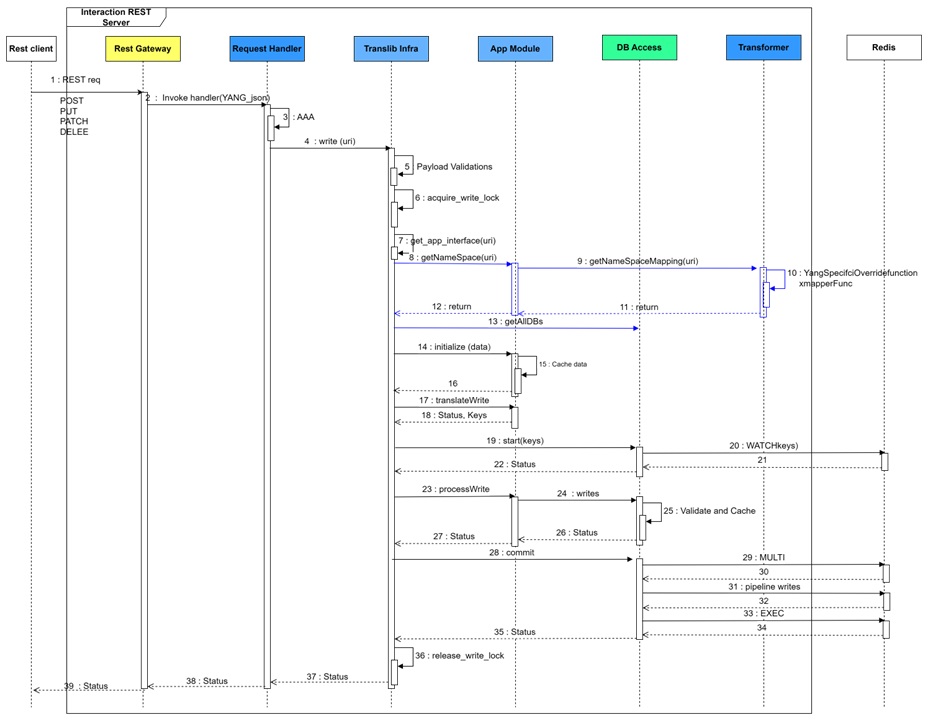 Interaction REST
Server
Rest client
Rest Gateway
Request Handler
Translib Infra
App Module
DB Access
Transformer
Redis
1 : REST req
POST
PUT
PATCH
DELEE
2 : Invoke handler(YANG_json)
3 : AAA
4 : write (uri)
5 Payload Validations
6 : acquire_write_lock
7 : get_app_interface(uri)
8 : getNameSpace(uri)
9 : getNameSpaceMapping(uri)
10 : YangSpecifciOverridefunction
xmapperFunc
11 : return
12 : return
13 : getAllDBs
14 : initialize (data)
15 : Cache data
16
17 : translateWrite
18 : Status, Keys
19 : start(keys)
20 : WATCHkeys)
21
22 : Status
23 : processWrite
24 : writes
25 : Validate and Cache
26 : Status
27 : Status
28 : commit
29 : MULTI
30
31 : pipeline writes
32
33 : EXEC
34
35 : Status
36 : release_write_lock
37 : Status
38 : Status
39 : Status